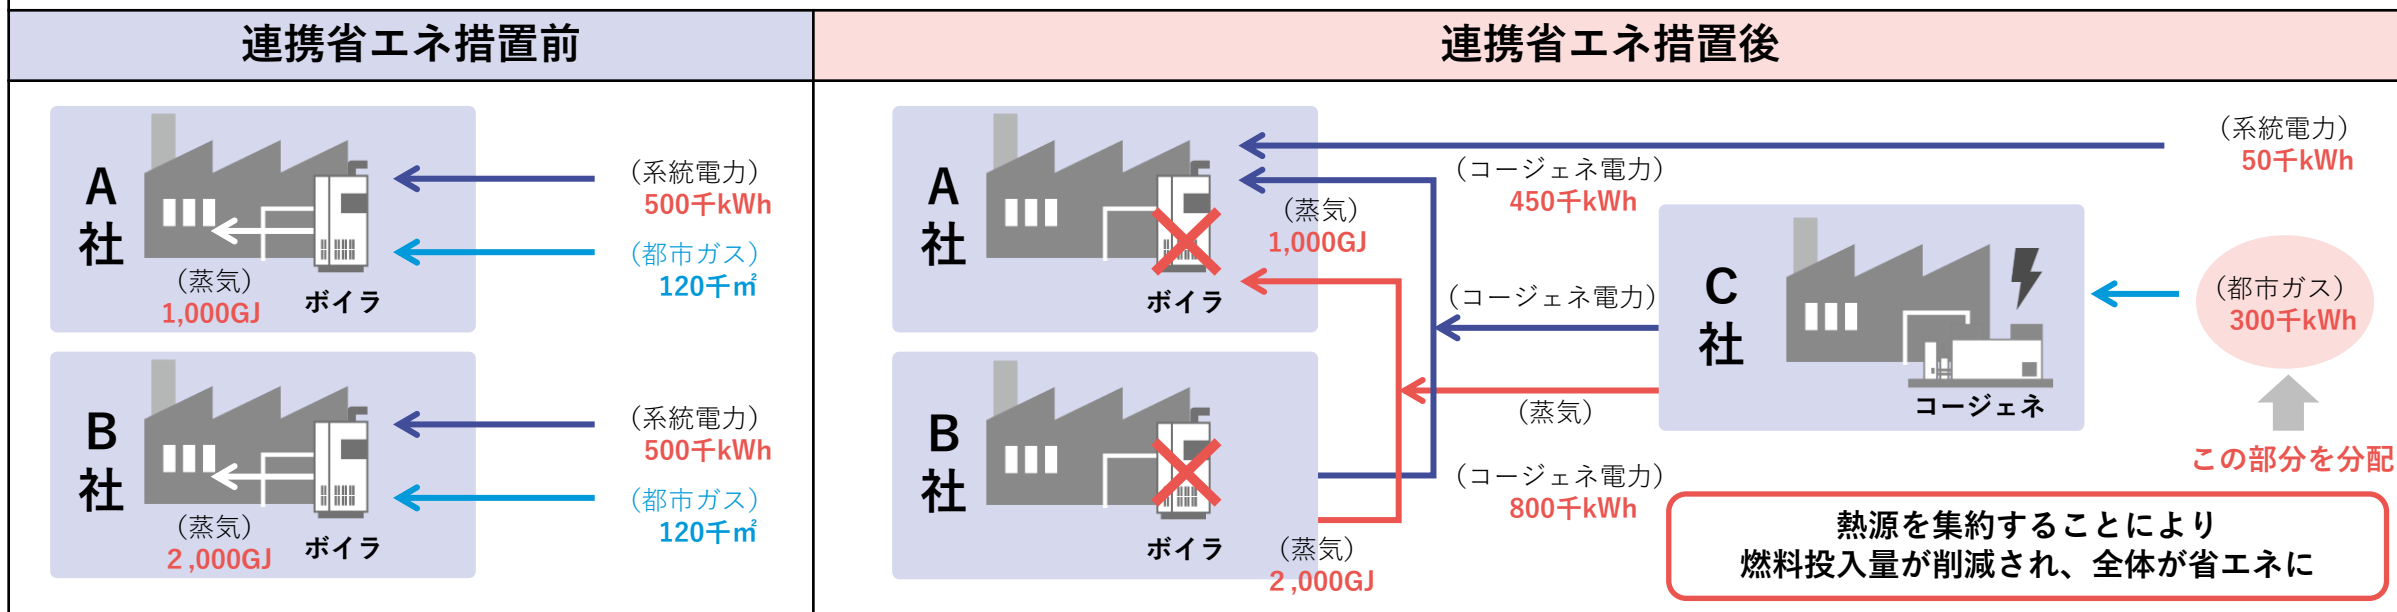 連携省エネ措置前
連携省エネ措置後
A社
(系統電力)
500千kWh
(都市ガス)
120千㎡
(蒸気)
1,000GJ
ボイラ
B社
(系統電力)
500千kWh
(都市ガス)
120千㎡
(蒸気)
2,000GJ
ボイラ
A社
ボイラ
(蒸気)
1,000GJ
(コージェネ電力)
450千kWh
(系統電力)
50千kWh
(コージェネ電力)
(蒸気)
C社
コージェネ
(都市ガス)
300千kWh
この部分を分配
B社
ボイラ
(蒸気)
2,000GJ
(コージェネ電力)
800千kWh
熱源を集約することにより
燃料投入量が削減され、全体が省エネに